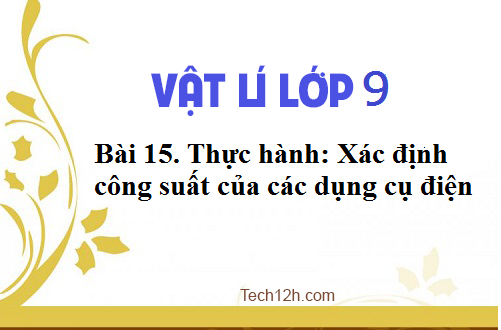 VẬT LÍ LỚP 9
Bài 15. Thực hành: Xác định
công suất của các dụng cụ điện
Tech12h.com